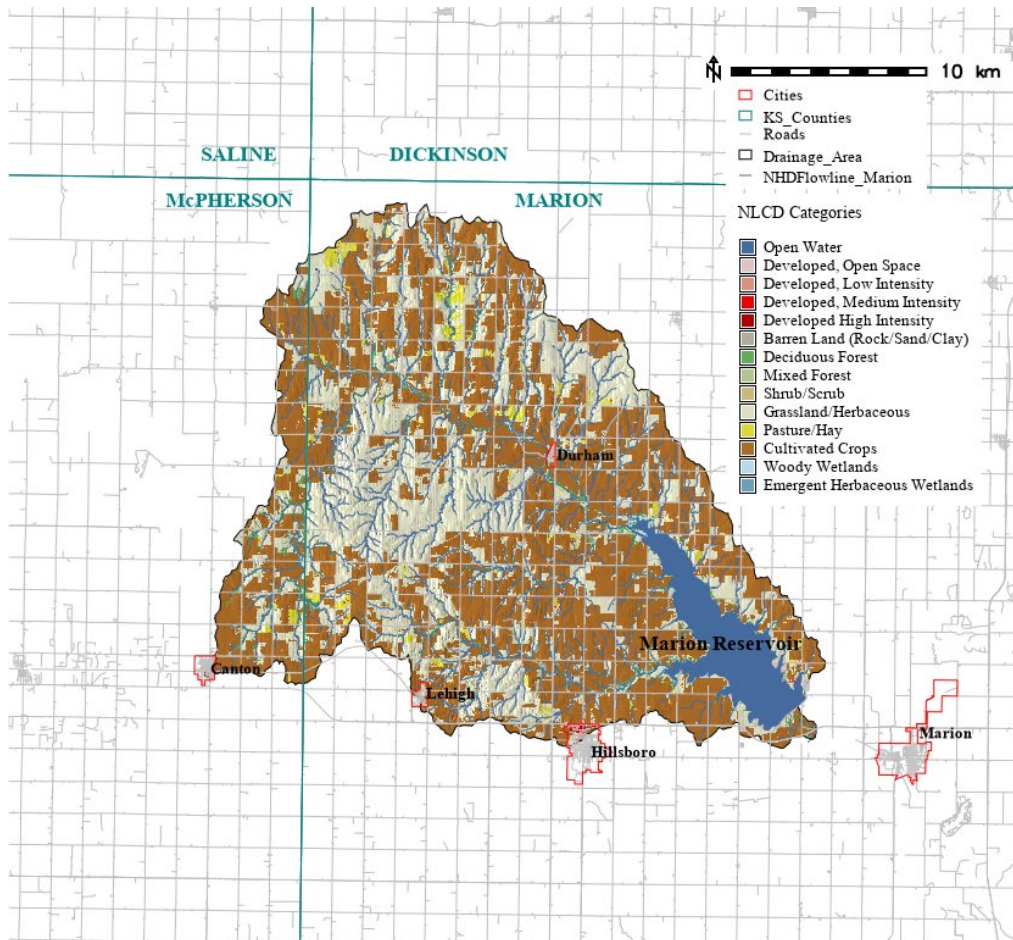 N
10 km
Cities
KS_Counties
Roads
Drainage_Area
NHDFlowline_Marion
NLCD Categories
Open Water
Developed, Open Space
Developed, Low Intensity
Developed, Medium Intensity
Developed High Intensity
Barren Land (Rock/Sand/Clay)
Deciduous Forest
Mixed Forest
Shrub/Scrub
Grassland/Herbaceous
Pasture/Hay
Cultivated Crops
Woody Wetlands
Emergent Herbaceous Wetlands
SALINE
DICKINSON
McPHERSON
MARION
Durham
Marion Reservoir
Canton
Lehigh
Hillsboro
Marion